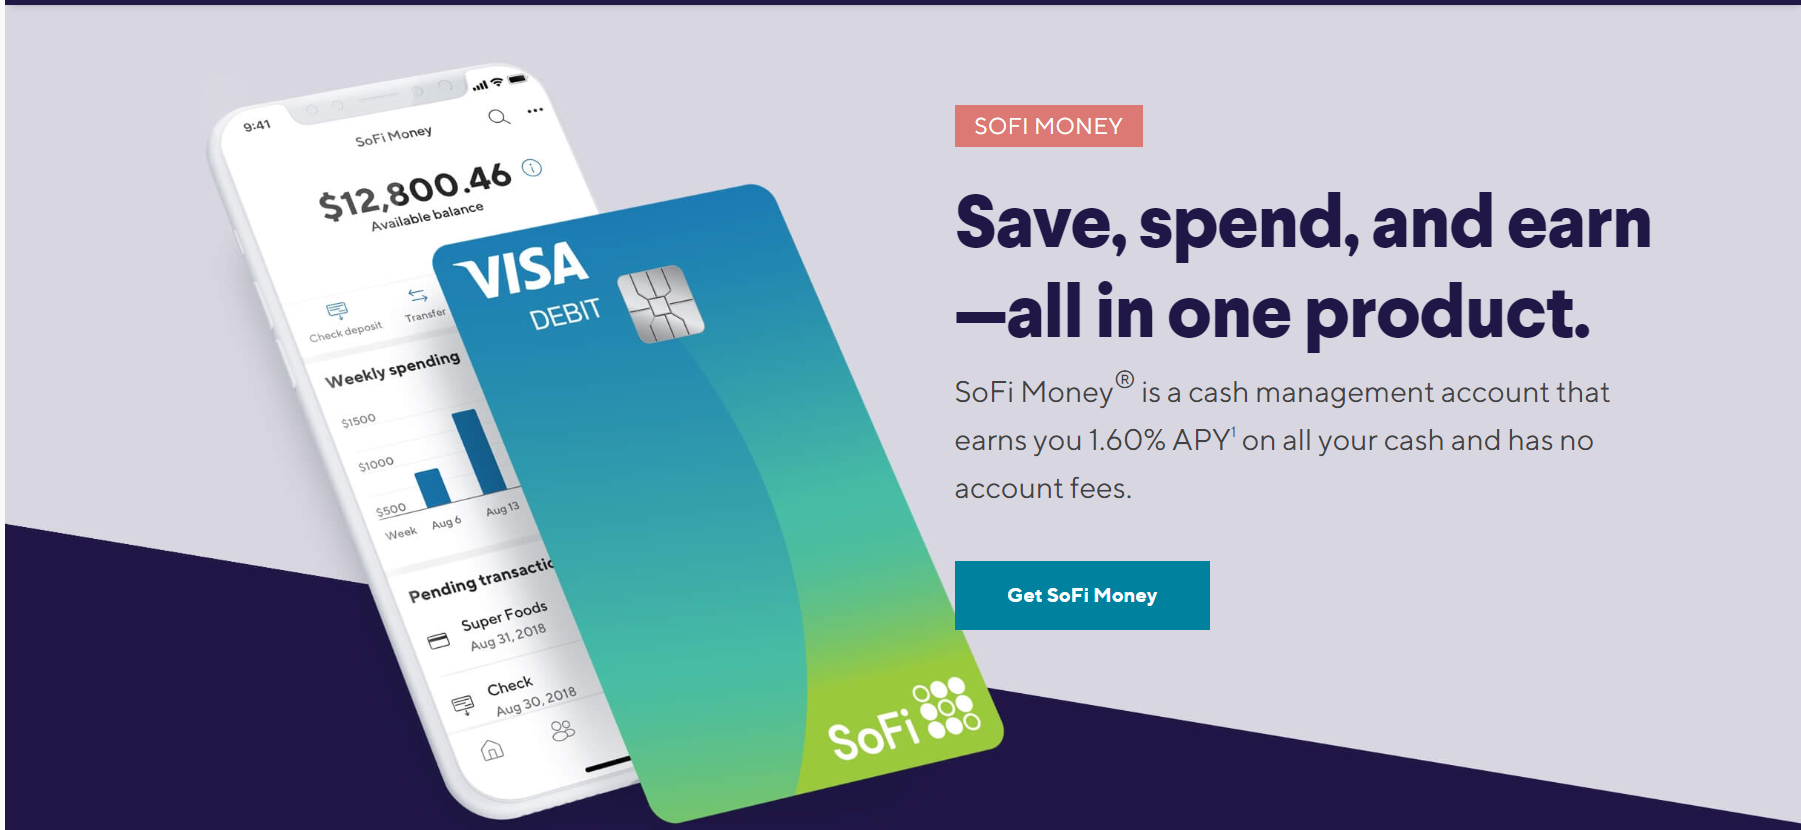 9:41
SoFi Money
$12,800.46
Available balance
Check deposit
Transfer
Weekly spending
$1500
$1000
$500
Week
Aug 6
Aug 13
Pending transactio
Super Foods
Aug 31, 2018
Check
Aug 30, 2018
VISA
DEBIT
SoFi
SOFI MONEY
Save, spend, and earn
—all in one product.
SoFi Money® is a cash management account that
earns you 1.60% APY¹ on all your cash and has no
account fees.
Get SoFi Money